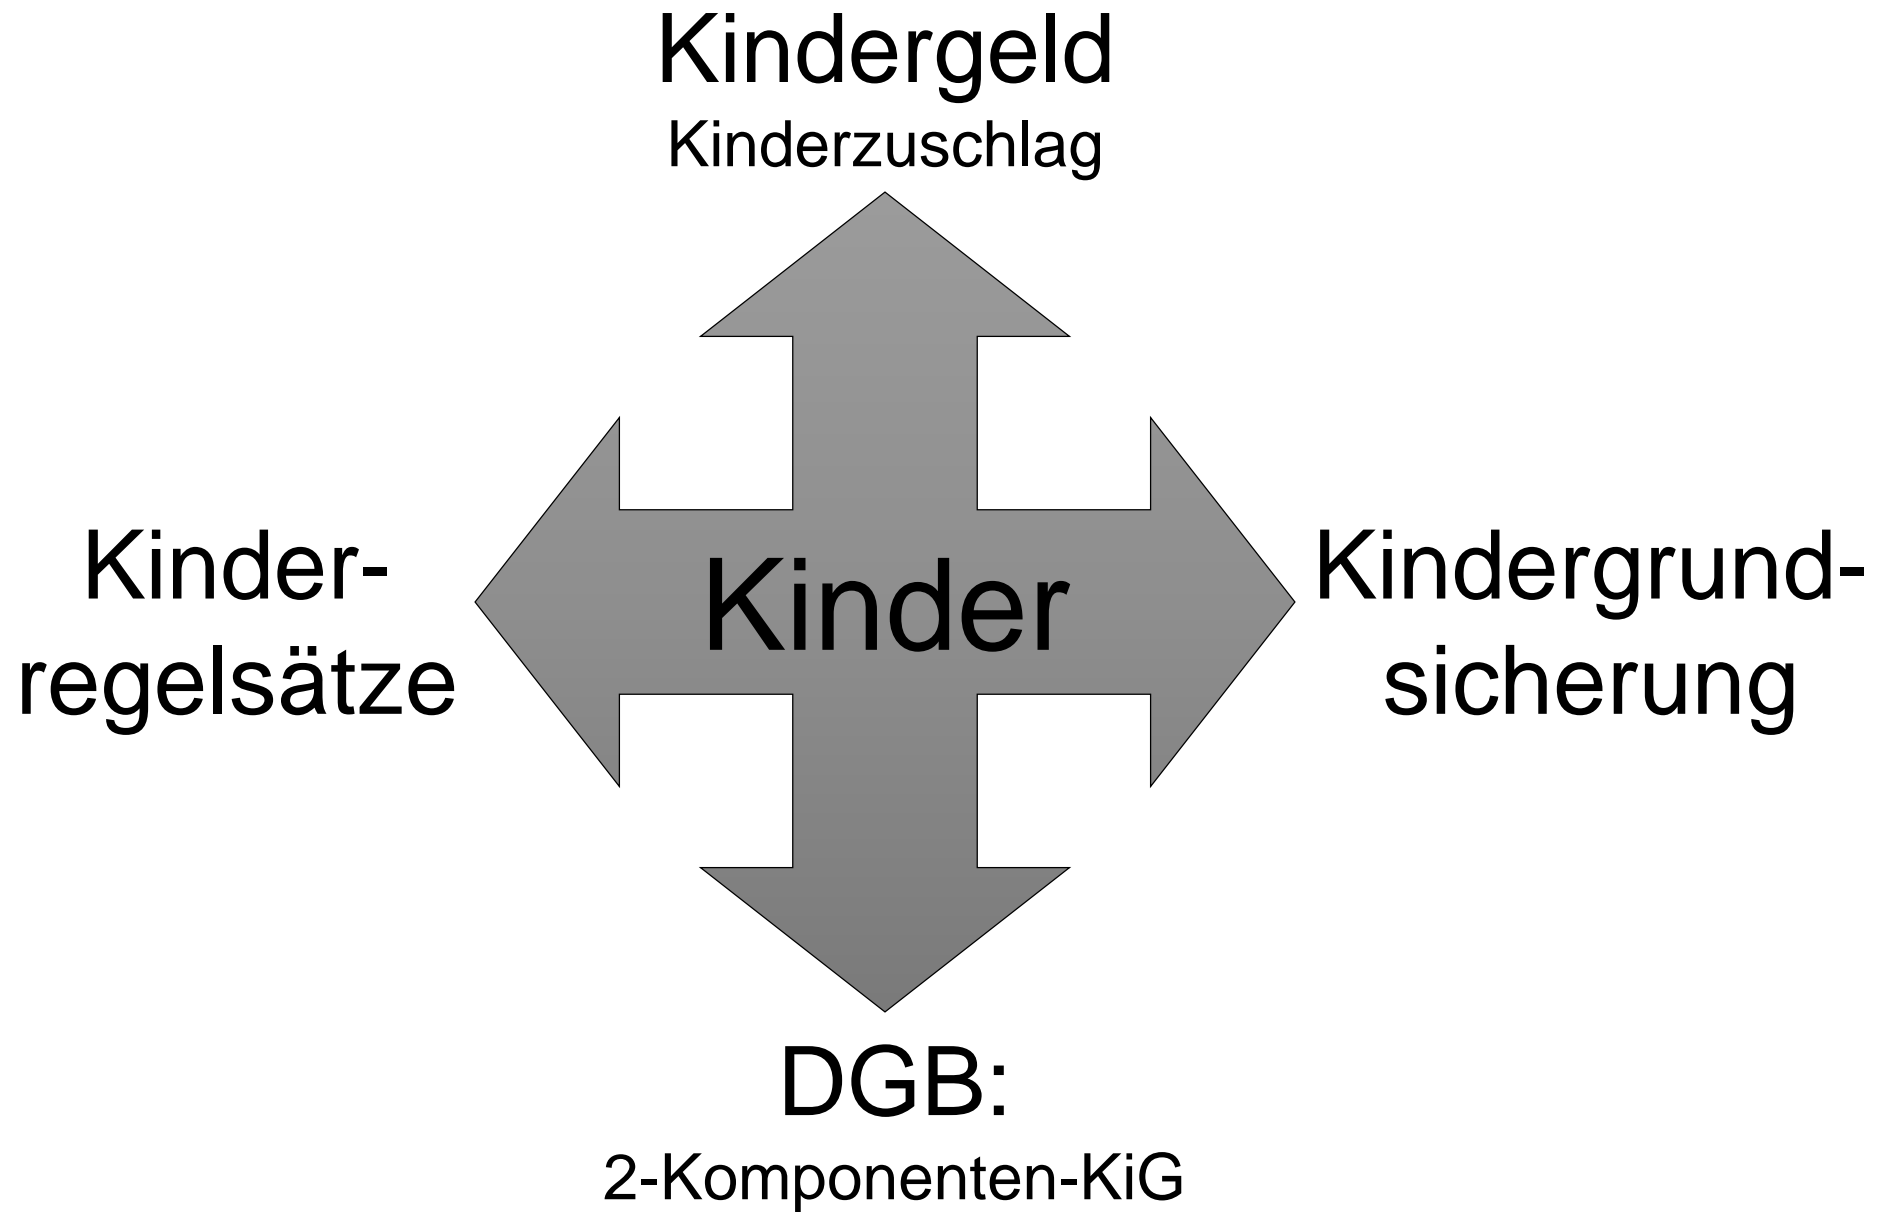 Kindergeld
Kinderzuschlag
Kinder-
regelsätze
Kinder
Kindergrund-
sicherung
DGB:
2-Komponenten-KiG